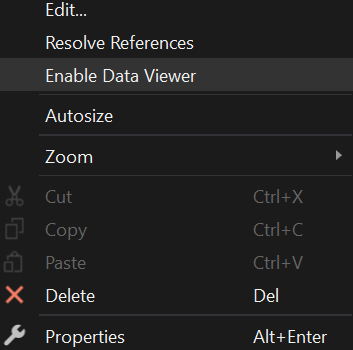 Edit...
Resolve References
Enable Data Viewer
Autosize
Zoom
Cut Ctrl+X
Copy Ctrl+C
Paste Ctrl+V
Delete Del
Properties Alt+Enter